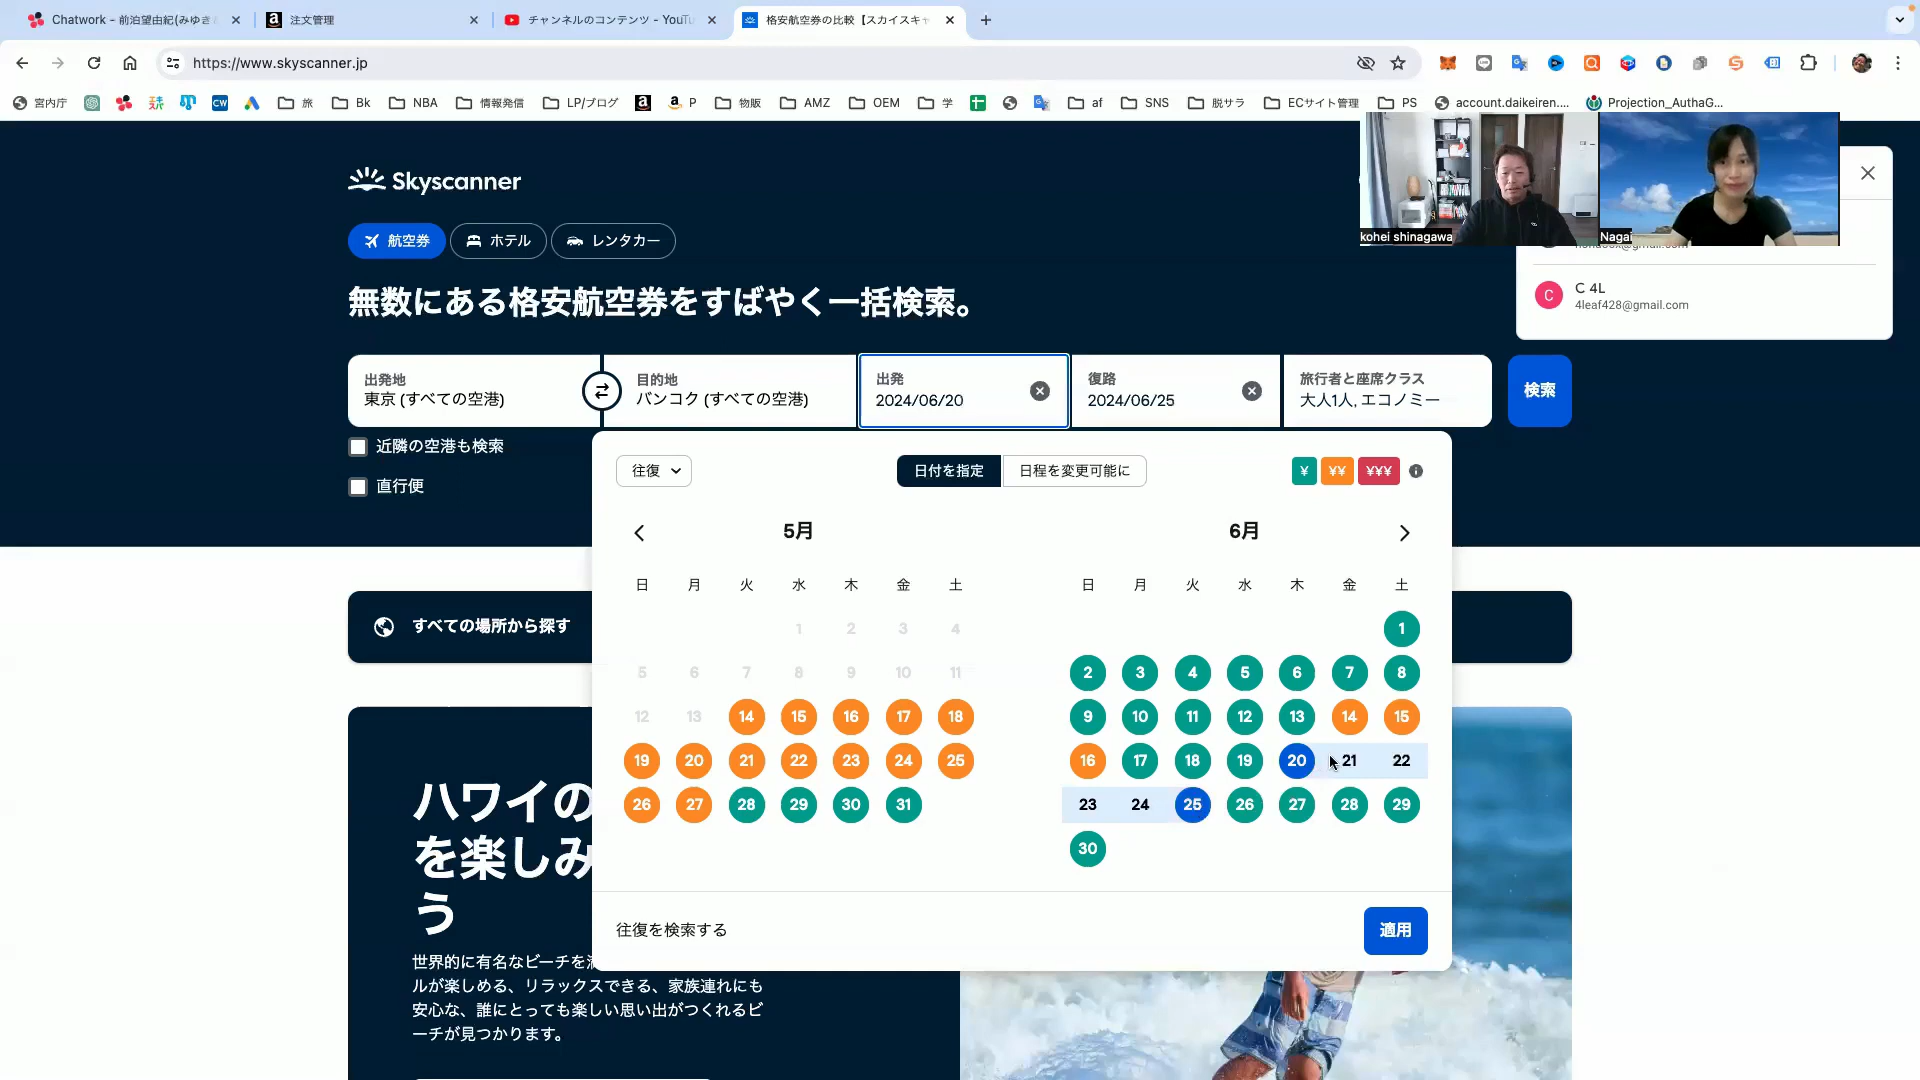 Chatwork - 前泊望由紀(みゆき
注文管理
チャンネルのコンテンツ - YouTu
格安航空券の比較【スカイスキャ
https://www.skyscanner.jp
宮内庁
CW
旅
Bk
NBA
情報発信
LP/ブログ
P
物販
AMZ
OEM
学
af
SNS
脱サラ
ECサイト管理
PS
account.daikeiren....
Projection_AuthaG...
kohei shinagawa
Nagai
C 4L
4leaf428@gmail.com
Skyscanner
航空券
ホテル
レンタカー
無数にある格安航空券をすばやく一括検索。
出発地
東京 (すべての空港)
目的地
バンコク (すべての空港)
出発
2024/06/20
復路
2024/06/25
旅行者と座席クラス
大人1人, エコノミー
検索
近隣の空港も検索
直行便
往復
日付を指定
日程を変更可能に
¥ ¥¥ ¥¥¥
5月
日 月 火 水 木 金 土
1 2 3 4
5 6 7 8 9 10 11
12 13 14 15 16 17 18
19 20 21 22 23 24 25
26 27 28 29 30 31
6月
日 月 火 水 木 金 土
1
2 3 4 5 6 7 8
9 10 11 12 13 14 15
16 17 18 19 20 21 22
23 24 25 26 27 28 29
30
往復を検索する
適用
すべての場所から探す
ハワイの
を楽しみ
う
世界的に有名なビーチを
ルが楽しめる、リラックスできる、家族連れにも
安心な、誰にとっても楽しい思い出がつくれるビ
ーチが見つかります。